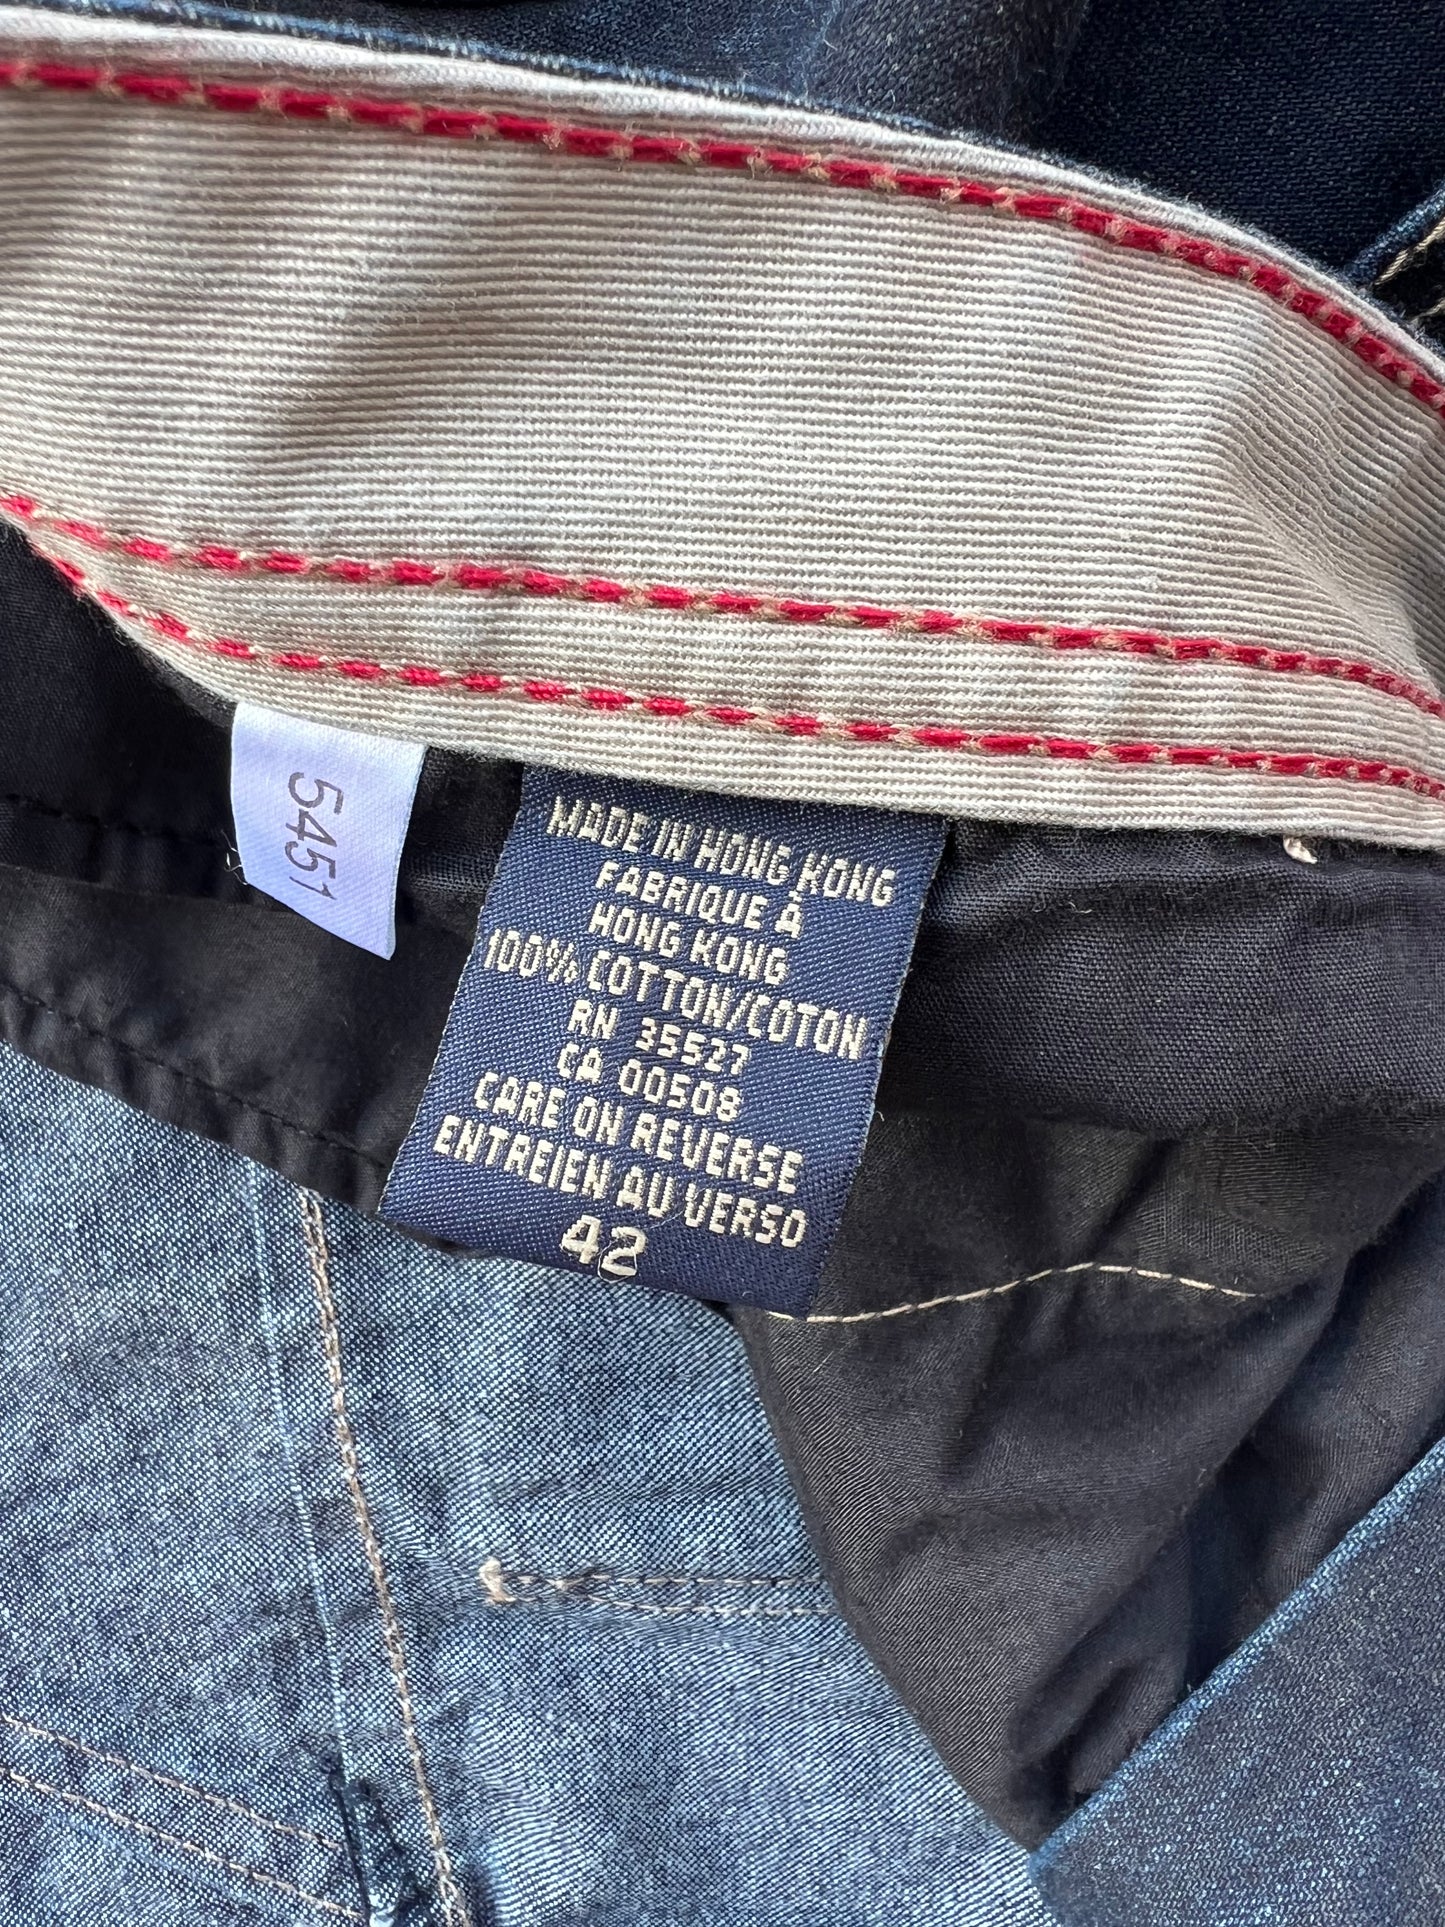 5451
MADE IN HONG KONG
FABRIQUE À
HONG KONG
100% COTTON/COTON
RN 35527
CA 00508
CARE ON REVERSE
ENTREIEN AU VERSO
42